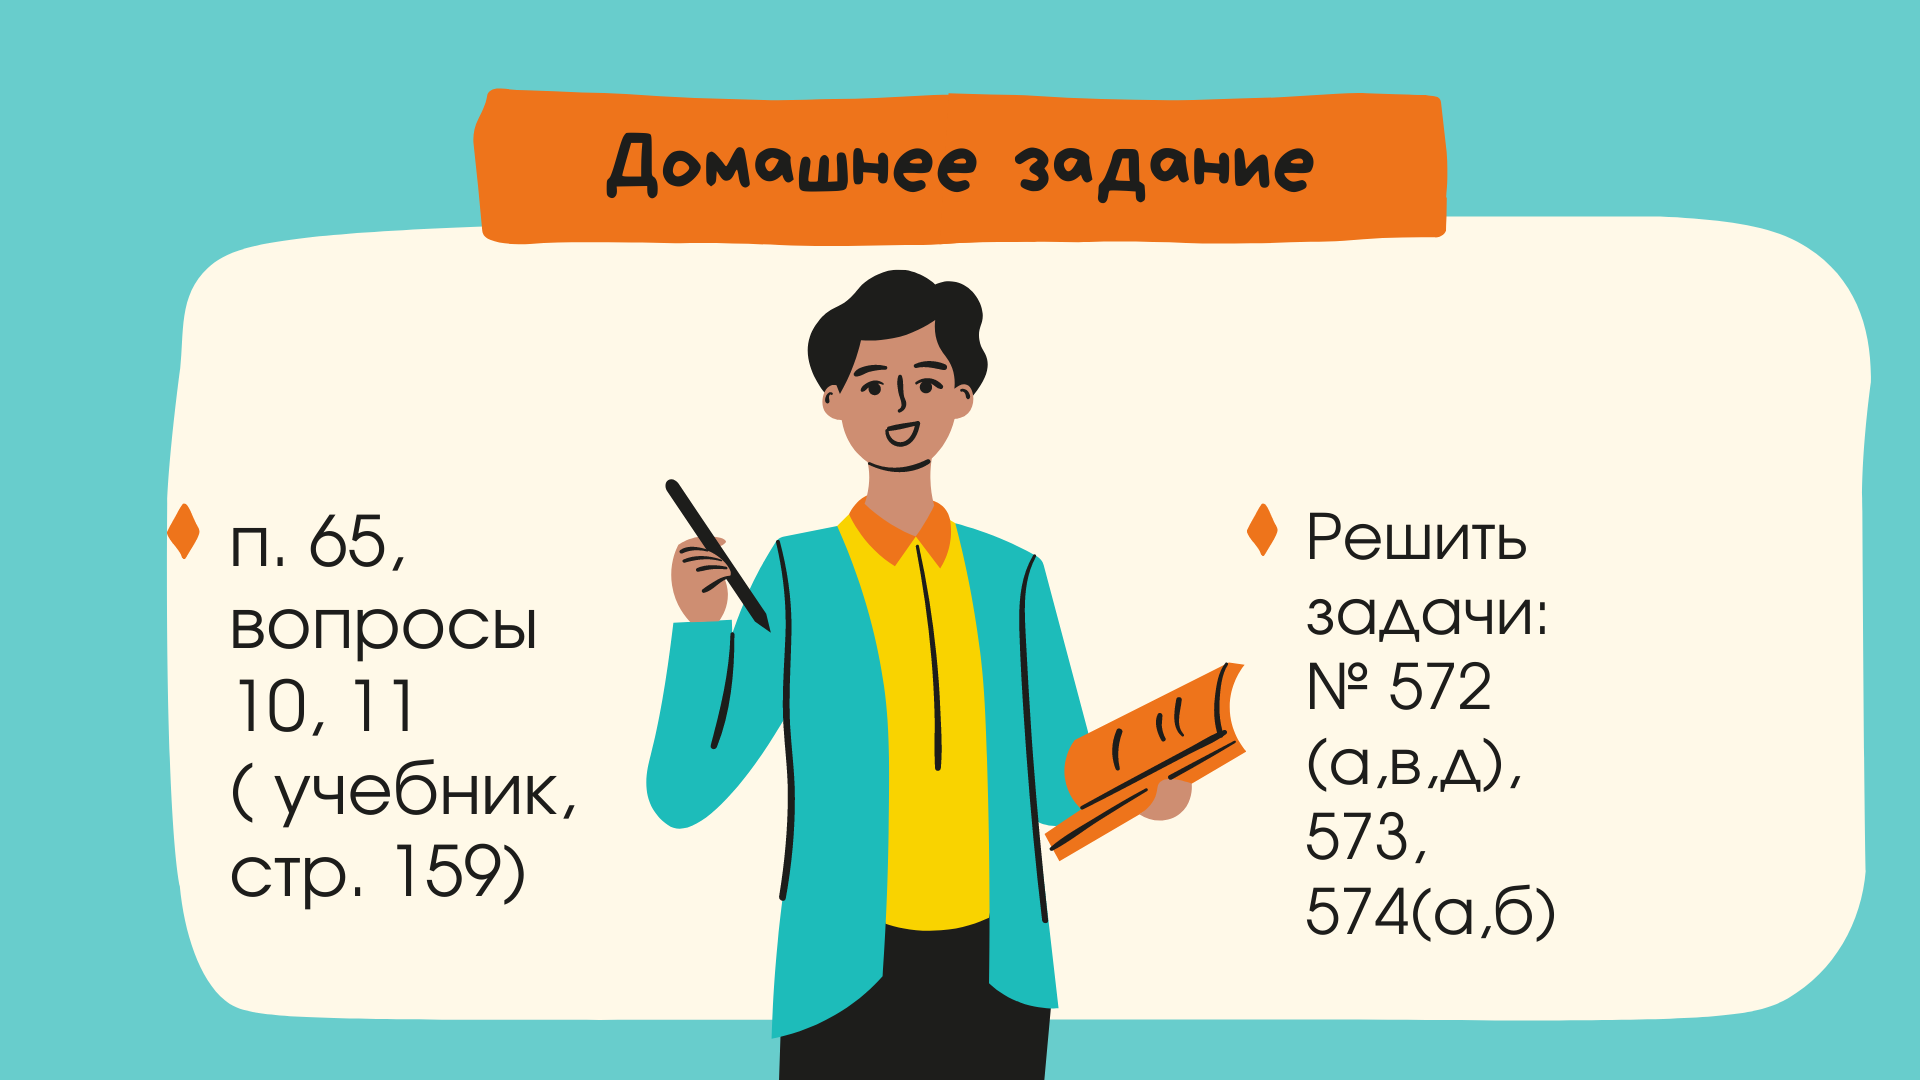 Домашнее задание
п. 65,
вопросы
10, 11
( учебник,
стр. 159)
Решить
задачи:
№ 572
(а,в,д),
573,
574(а,б)